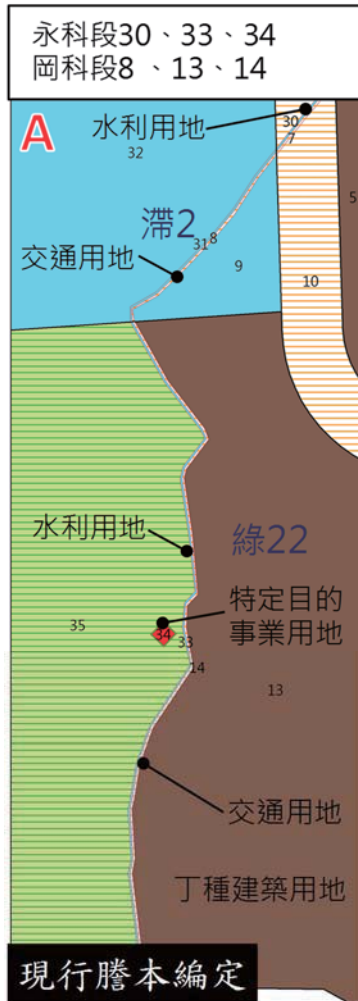 永科段30、33、34
岡科段8、13、14
A
水利用地
30
7
32
5
滯2
31
8
交通用地
9
10
水利用地
綠22
特定目的
事業用地
35
34
33
14
13
交通用地
丁種建築用地
現行謄本編定